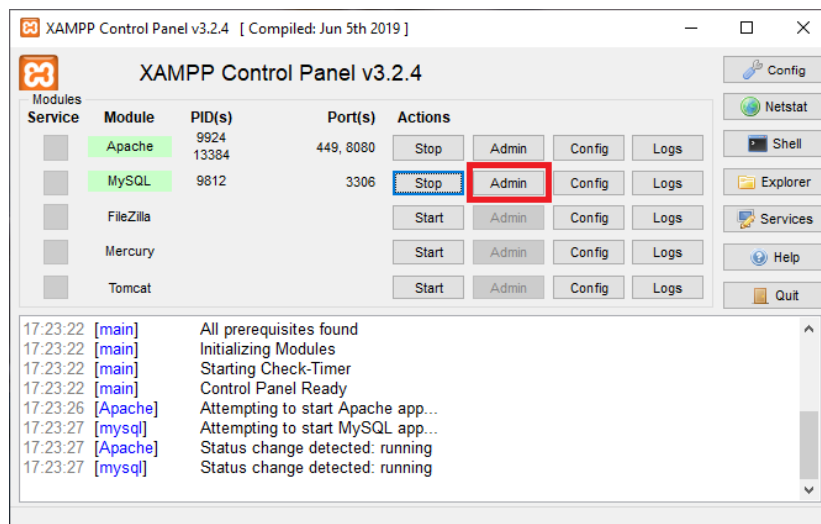 XAMPP Control Panel v3.2.4 [ Compiled: Jun 5th 2019 ]
XAMPP Control Panel v3.2.4
Config
Modules
Service Module PID(s) Port(s) Actions
Netstat
Apache 9924 13384 449, 8080 Stop Admin Config Logs
Shell
MySQL 9812 3306 Stop Admin Config Logs
Explorer
FileZilla Start Admin Config Logs
Services
Mercury Start Admin Config Logs
Help
Tomcat Start Admin Config Logs
Quit
17:23:22 [main] All prerequisites found
17:23:22 [main] Initializing Modules
17:23:22 [main] Starting Check-Timer
17:23:22 [main] Control Panel Ready
17:23:26 [Apache] Attempting to start Apache app...
17:23:27 [mysql] Attempting to start MySQL app...
17:23:27 [Apache] Status change detected: running
17:23:27 [mysql] Status change detected: running